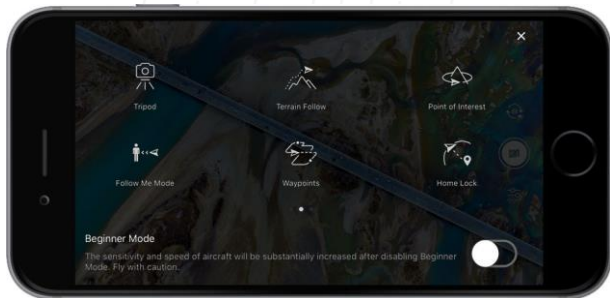 Tripod
Terrain Follow
Point of Interest
Follow Me Mode
Waypoints
Home Lock
Beginner Mode
The sensitivity and speed of aircraft will be substantially increased after disabling Beginner
Mode. Fly with caution.